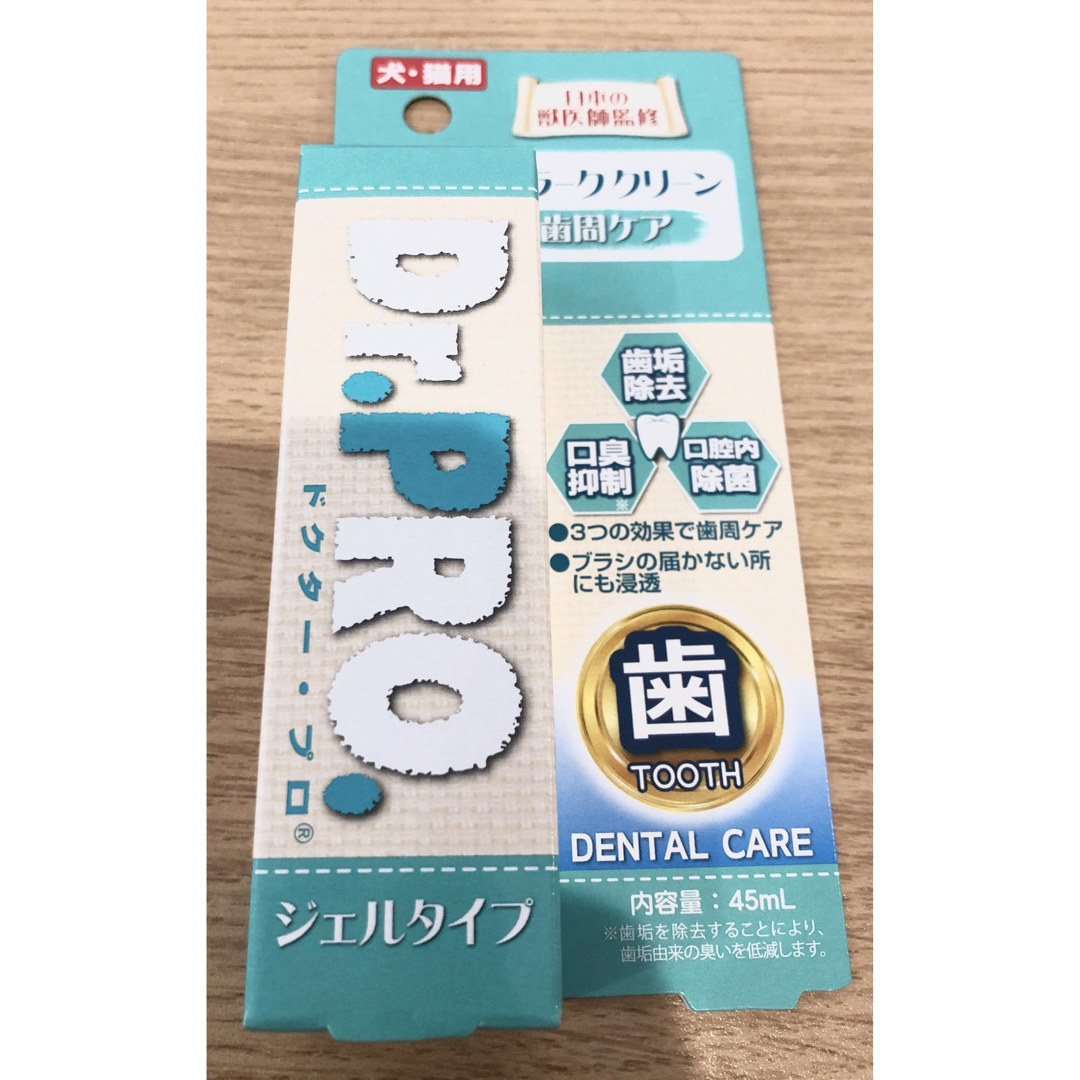 犬・猫用
日本の
獣医師監修
ラーククリーン
歯周ケア
Dr.PRO.
ドクター・プロ®
ジェルタイプ
歯垢
除去
口臭
抑制
※
口腔内
除菌
●3つの効果で歯周ケア
●ブラシの届かない所
にも浸透
歯
TOOTH
DENTAL CARE
内容量：45mL
※歯垢を除去することにより、
歯垢由来の臭いを低減します。